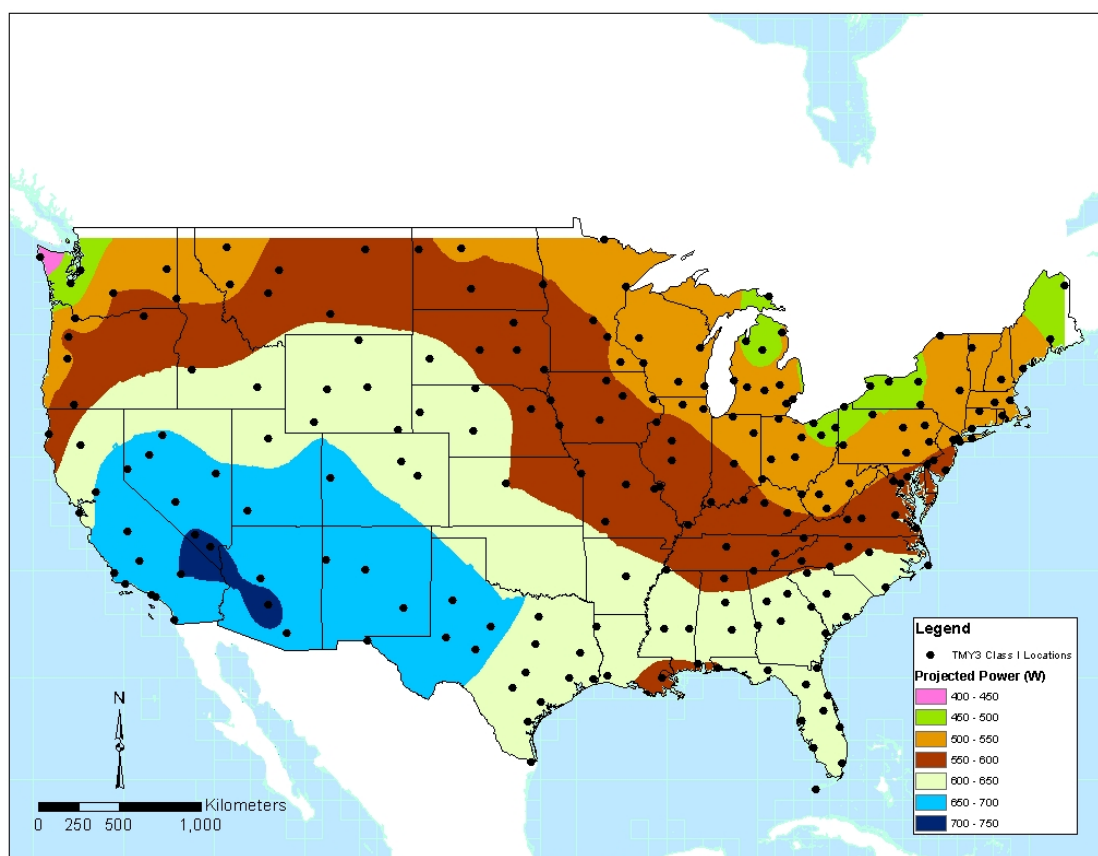 N
Kilometers
0 250 500 1,000
Legend
TMY3 Class I Locations
Projected Power (W)
400 - 450
450 - 500
500 - 550
550 - 600
600 - 650
650 - 700
700 - 750